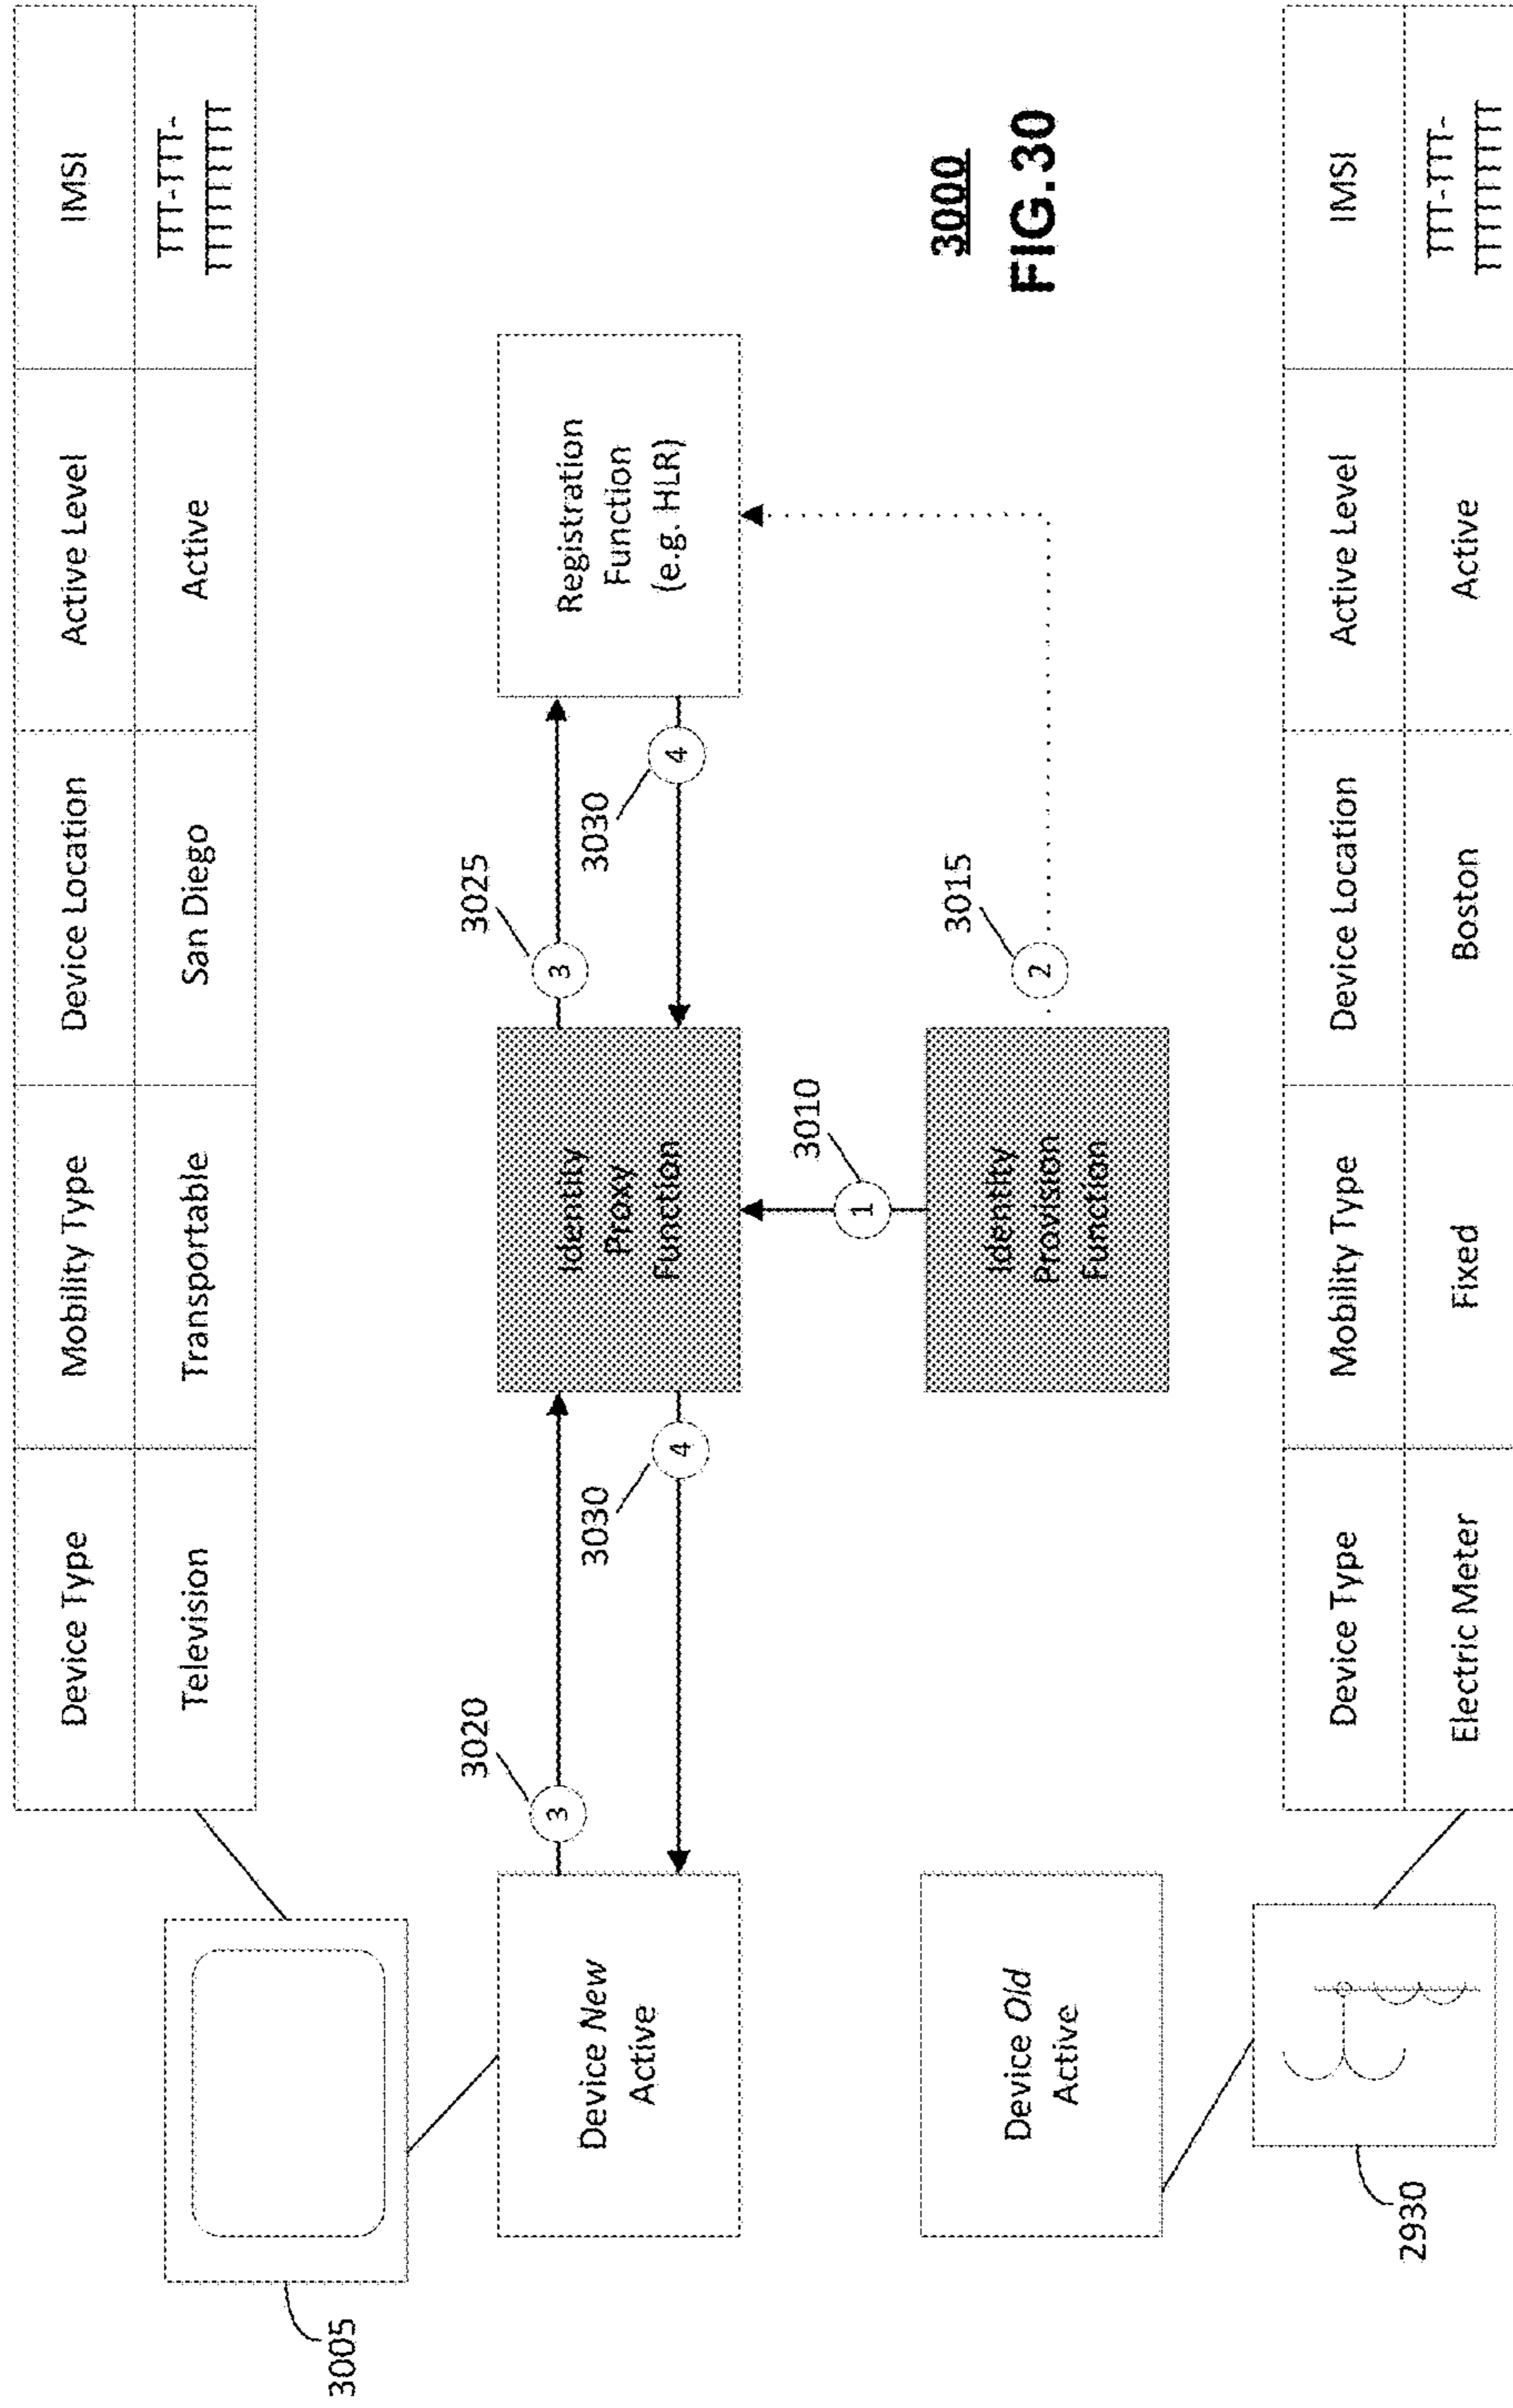 Device Type
Mobility Type
Device Location
Active Level
IMSI
Television
Transportable
San Diego
Active
TTT-TTT-
TTTTTTTTT
3005
Device New
Active
3020
3
3030
4
Identity
Proxy
Function
3025
3
3030
4
Registration
Function
(e.g. HLR)
3010
1
3015
2
Identity
Provision
Function
Device Old
Active
2930
3000
FIG.30
Device Type
Mobility Type
Device Location
Active Level
IMSI
Electric Meter
Fixed
Boston
Active
TTT-TTT-
TTTTTTTTT